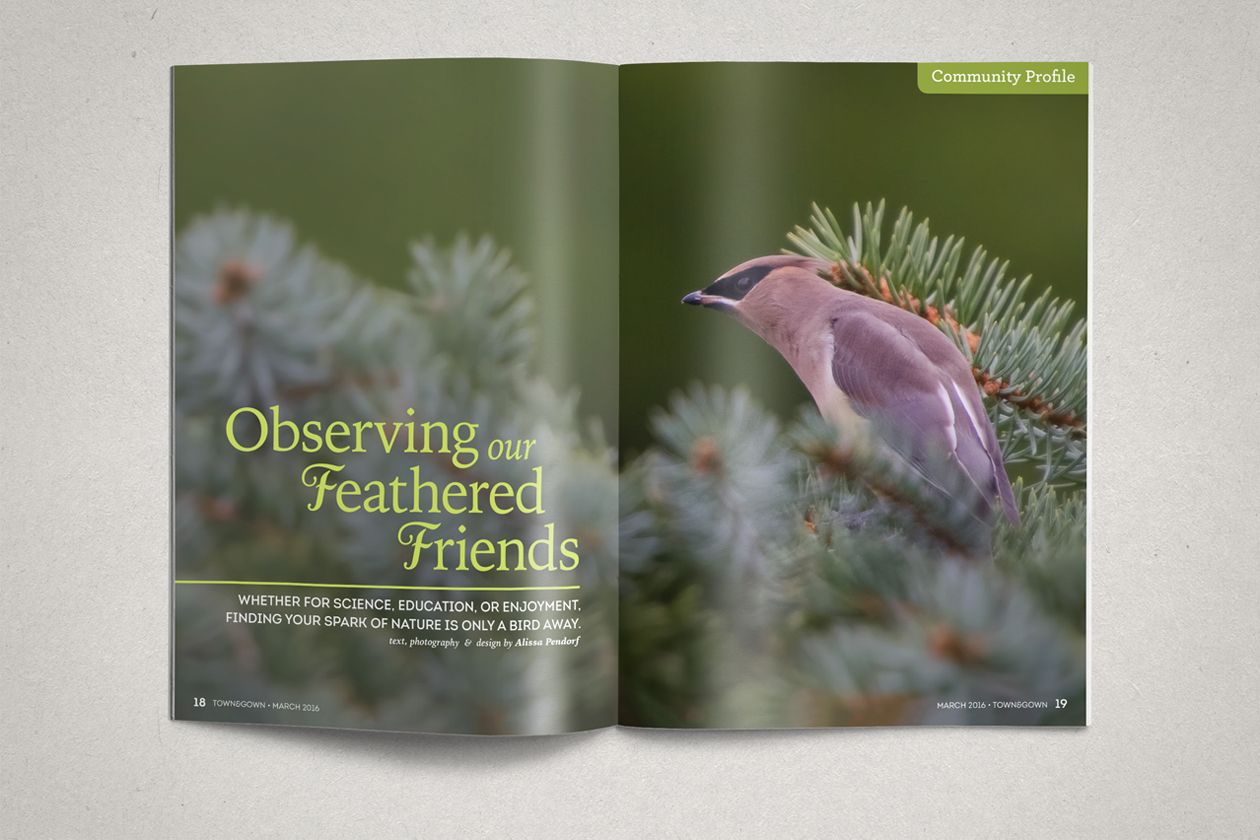 Community Profile
Observing our
Feathered
Friends
WHETHER FOR SCIENCE, EDUCATION, OR ENJOYMENT,
FINDING YOUR SPARK OF NATURE IS ONLY A BIRD AWAY.
text, photography & design by Alissa Pendorf
18 TOWN&GOWN • MARCH 2016
MARCH 2016 • TOWN&GOWN 19